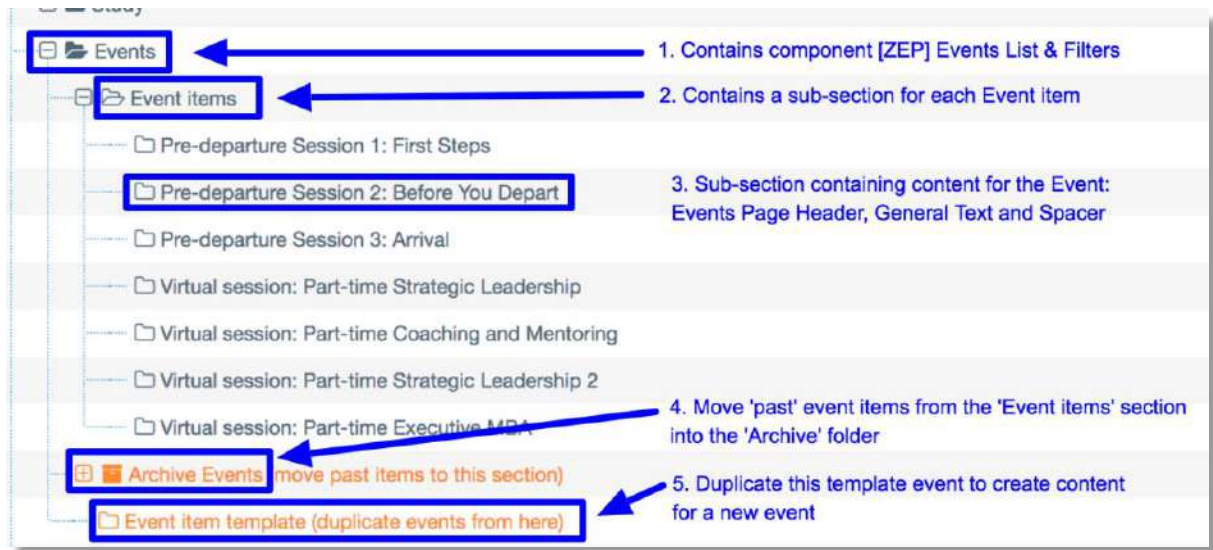 Study
Events
1. Contains component [ZEP] Events List & Filters
Event items
2. Contains a sub-section for each Event item
Pre-departure Session 1: First Steps
Pre-departure Session 2: Before You Depart
3. Sub-section containing content for the Event:
Events Page Header, General Text and Spacer
Pre-departure Session 3: Arrival
Virtual session: Part-time Strategic Leadership
Virtual session: Part-time Coaching and Mentoring
Virtual session: Part-time Strategic Leadership 2
4. Move 'past' event items from the 'Event items' section
into the 'Archive' folder
Virtual session: Part-time Executive MBA
Archive Events (move past items to this section)
5. Duplicate this template event to create content
for a new event
Event item template (duplicate events from here)